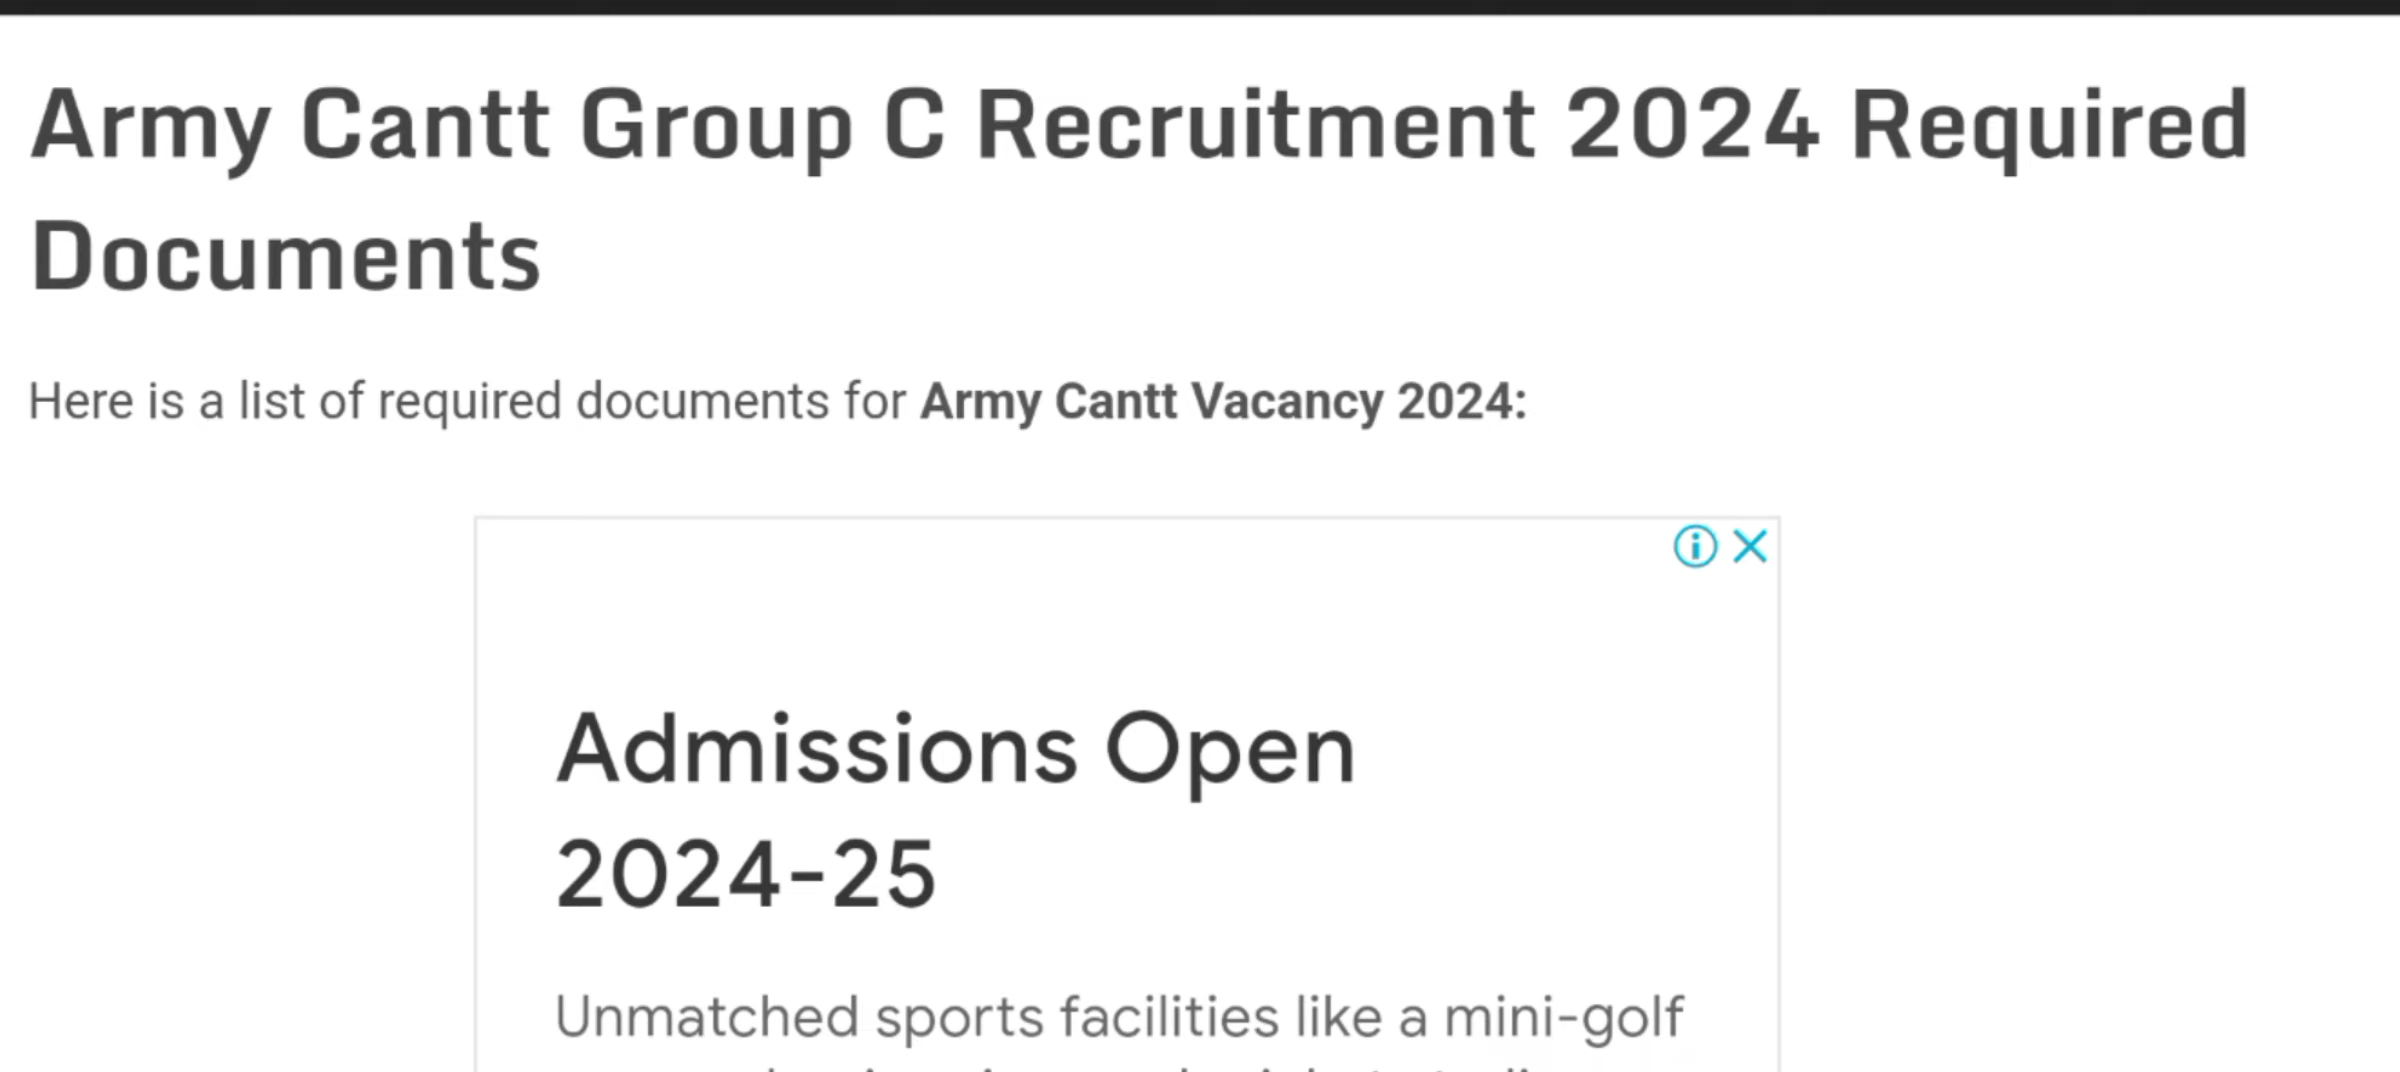 Army Cantt Group C Recruitment 2024 Required
Documents
Here is a list of required documents for Army Cantt Vacancy 2024:
Admissions Open
2024-25
Unmatched sports facilities like a mini-golf